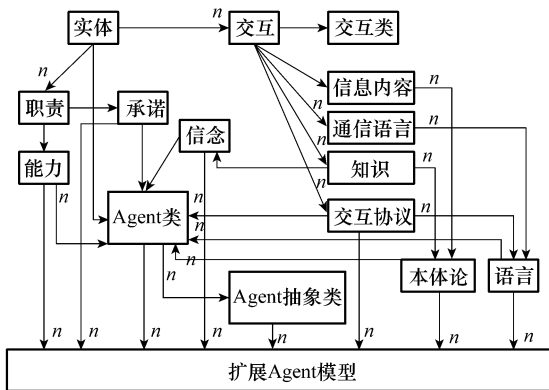 实体
n
交互
交互类
n
n
信息内容
n
职责
承诺
n
通信语言
n
信念
n
能力
知识
n
n
n
n
Agent类
n
交互协议
n
n
n
本体论
语言
n
Agent抽象类
n
n
n
n
n
n
n
n
扩展Agent模型